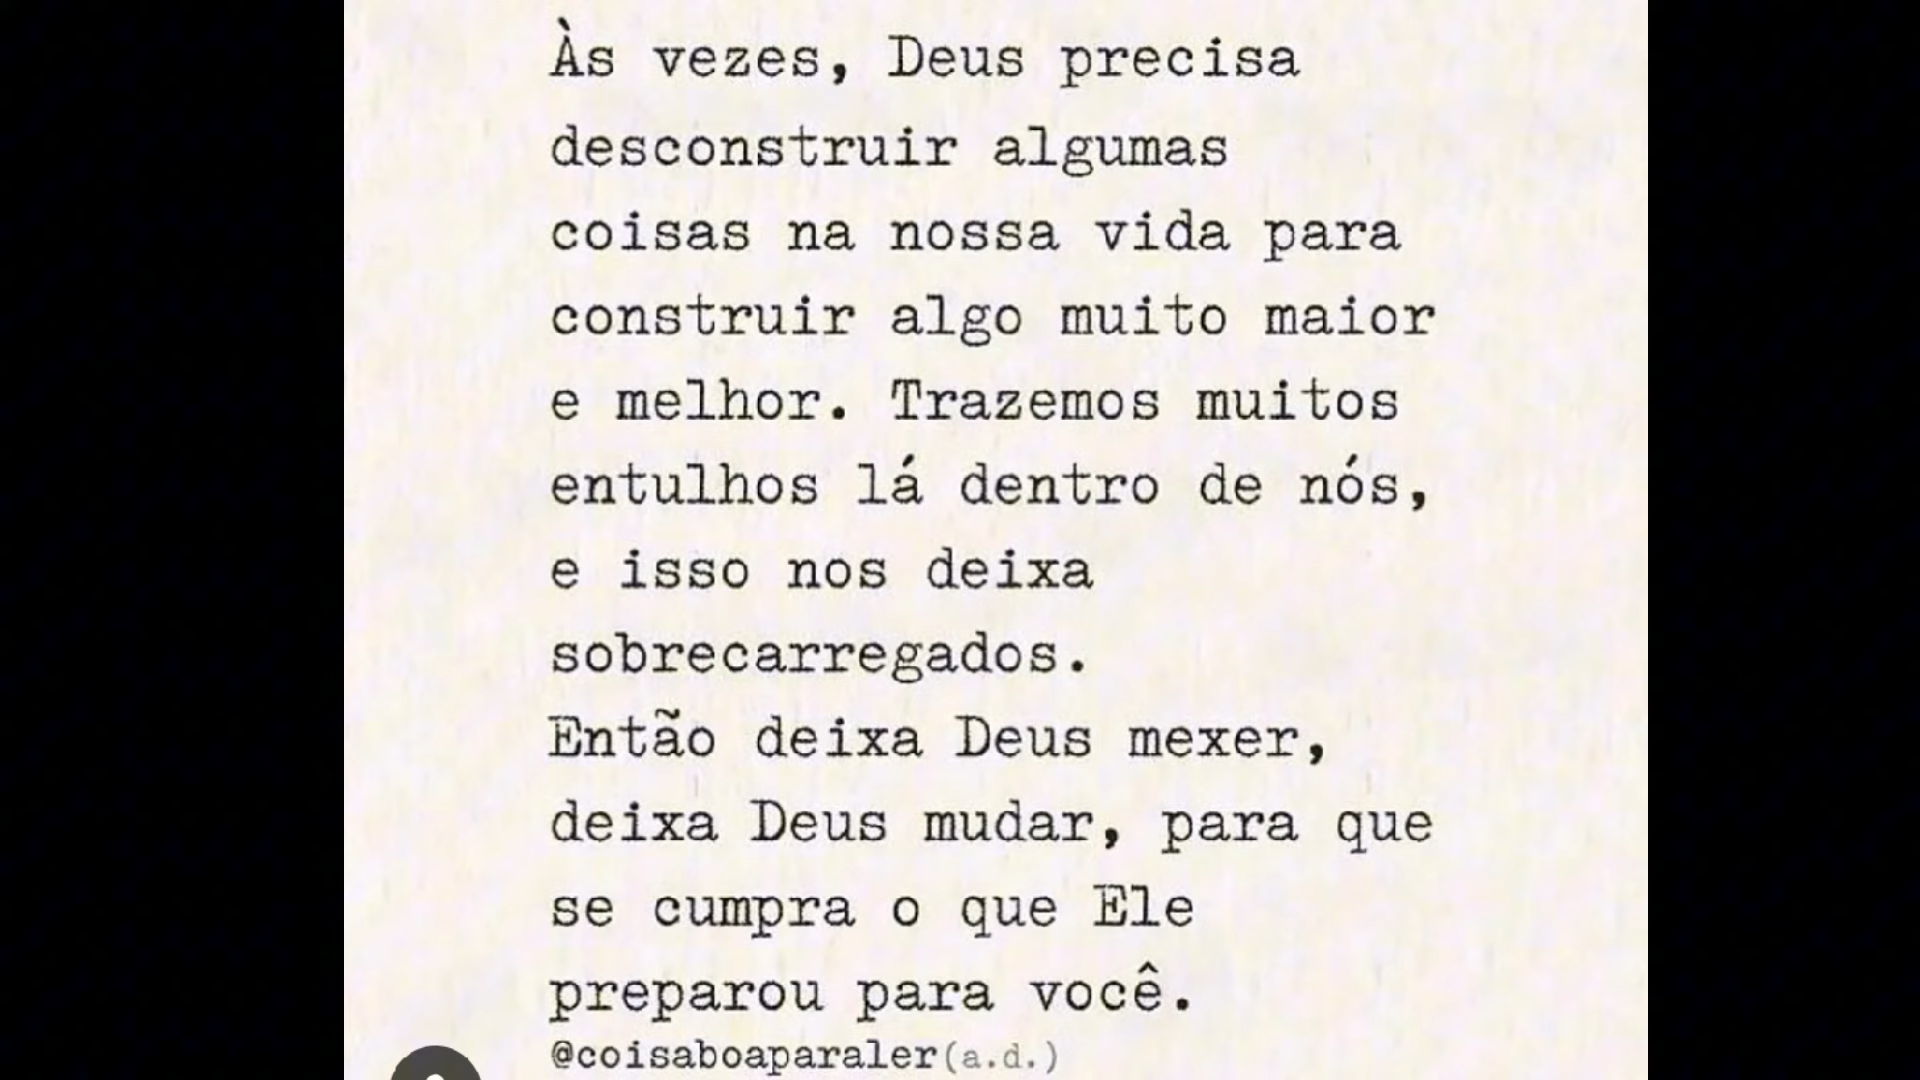 Às vezes, Deus precisa
desconstruir algumas
coisas na nossa vida para
construir algo muito maior
e melhor. Trazemos muitos
entulhos lá dentro de nós,
e isso nos deixa
sobrecarregados.
Então deixa Deus mexer,
deixa Deus mudar, para que
se cumpra o que Ele
preparou para você.
@coisaboaparaler(a.d.)